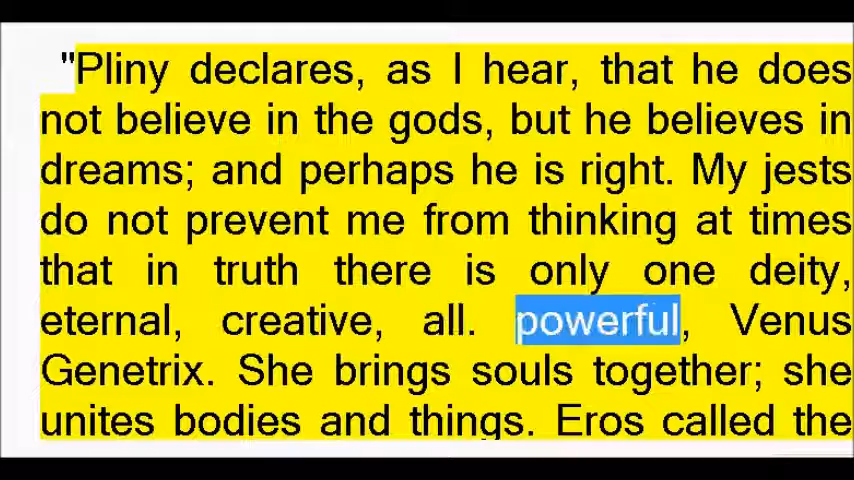 "Pliny declares, as I hear, that he does
not believe in the gods, but he believes in
dreams; and perhaps he is right. My jests
do not prevent me from thinking at times
that in truth there is only one deity,
eternal, creative, all. powerful, Venus
Genetrix. She brings souls together; she
unites bodies and things. Eros called the